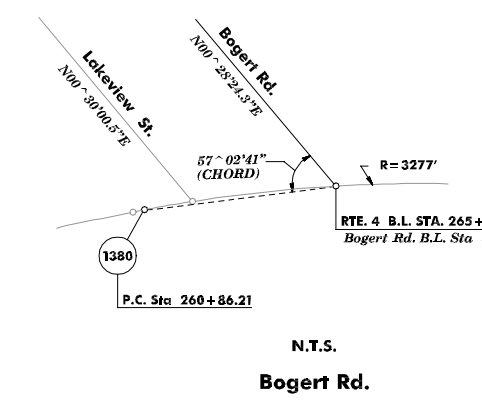 Lakeview St.
N00^30'00.5"E
Bogert Rd.
N00^28'24.3"E
57^02'41"
(CHORD)
R=3277'
RTE. 4 B.L. STA. 265+
Bogert Rd. B.L. Sta
1380
P.C. Sta 260+86.21
N.T.S.
Bogert Rd.